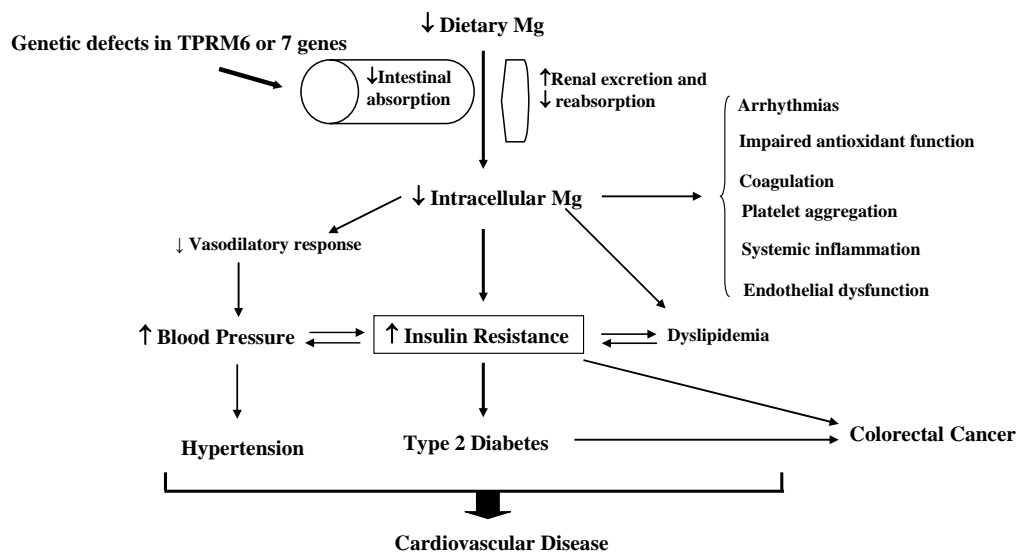 ↓ Dietary Mg
Genetic defects in TPRM6 or 7 genes
↓Intestinal
absorption
↑Renal excretion and
↓ reabsorption
Arrhythmias
Impaired antioxidant function
Coagulation
Platelet aggregation
Systemic inflammation
Endothelial dysfunction
↓ Intracellular Mg
↓ Vasodilatory response
↑ Blood Pressure
↑ Insulin Resistance
Dyslipidemia
Hypertension
Type 2 Diabetes
Colorectal Cancer
Cardiovascular Disease